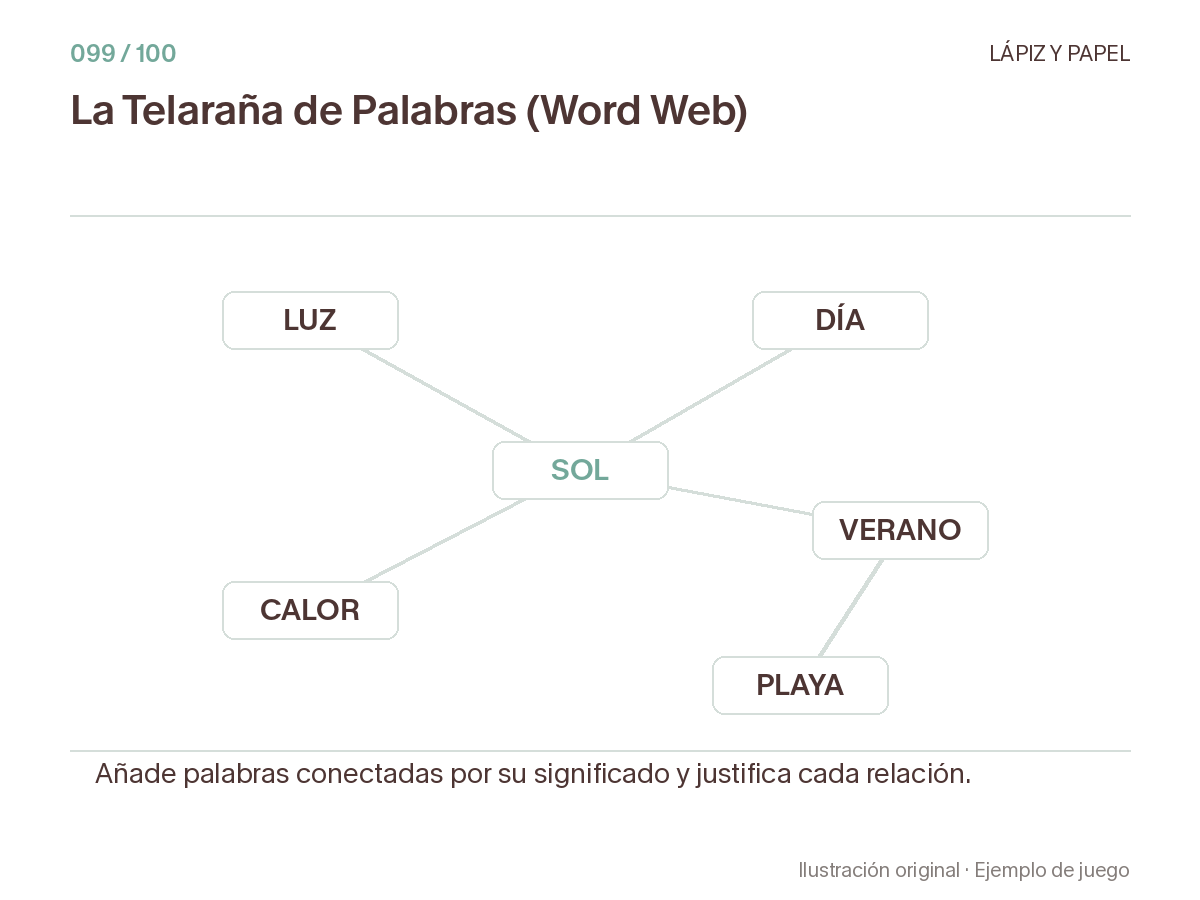 099 / 100
LÁPIZ Y PAPEL
La Telaraña de Palabras (Word Web)
LUZ
DÍA
SOL
VERANO
CALOR
PLAYA
Añade palabras conectadas por su significado y justifica cada relación.
Ilustración original · Ejemplo de juego